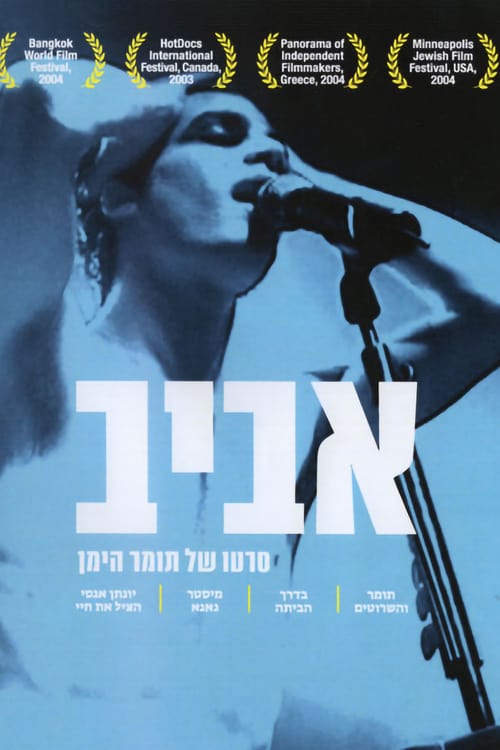 Bangkok
World Film
Festival,
2004
HotDocs
International
Festival, Canada,
2003
Panorama of
Independent
Filmmakers,
Greece, 2004
Minneapolis
Jewish Film
Festival, USA,
2004
אביב
סרטו של תומר הימן
תומר
והשרוטים
בדרך
הביתה
מיסטר
גאגא
יונתן אגסי
הציל את חיי